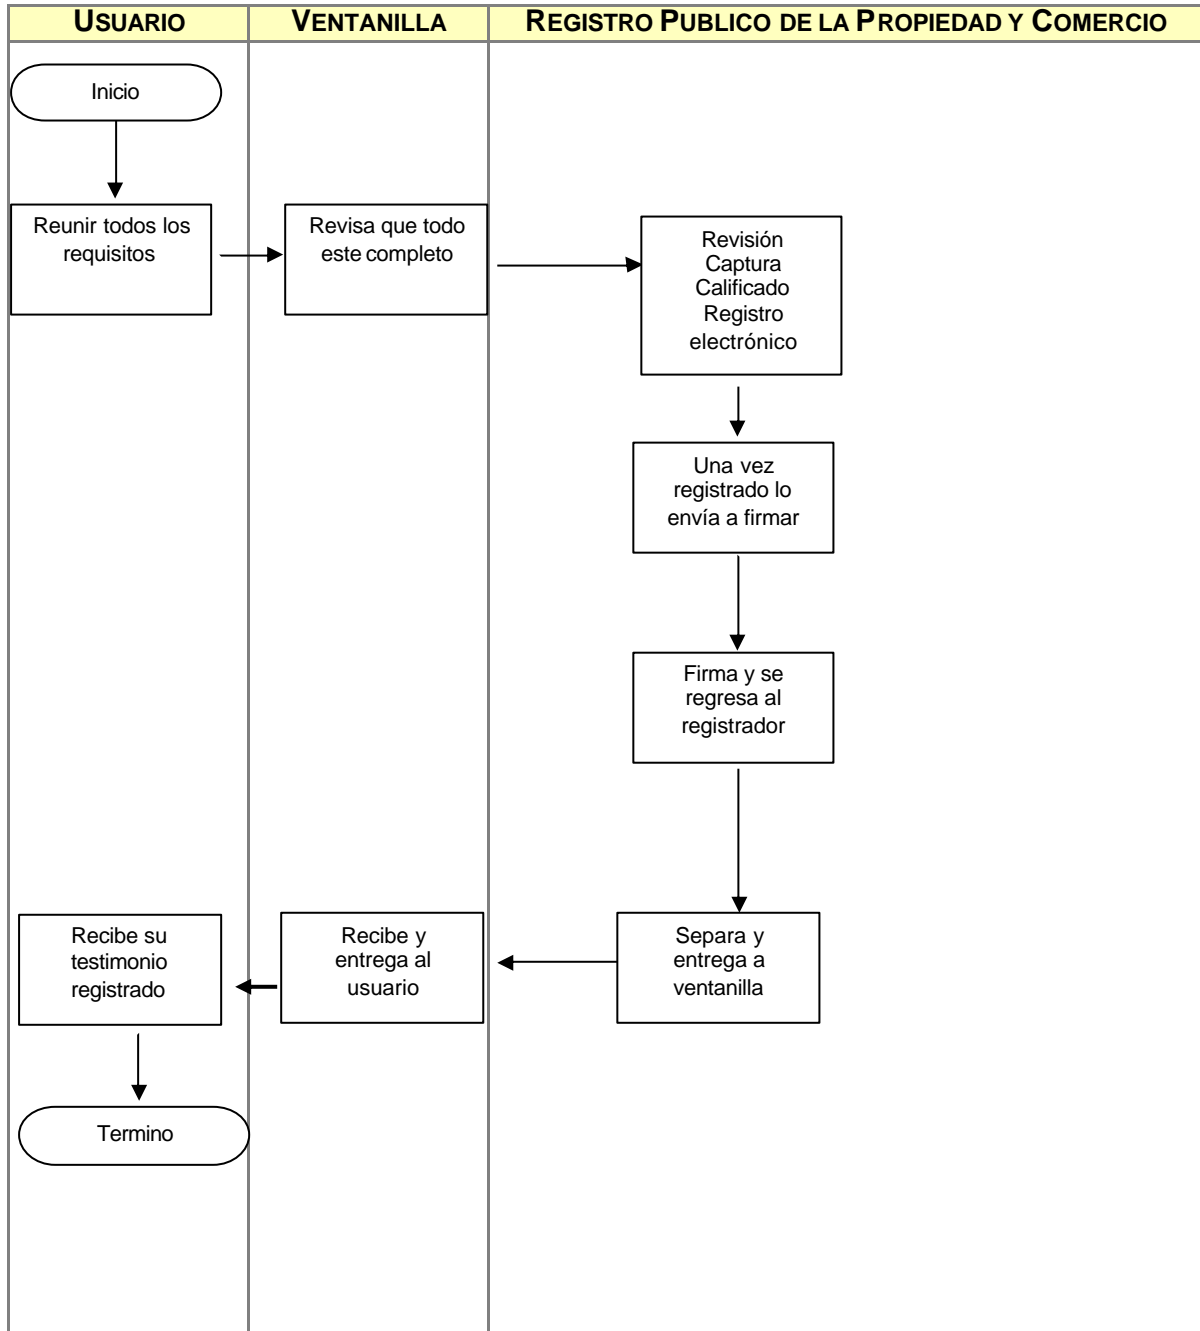 USUARIO
VENTANILLA
REGISTRO PUBLICO DE LA PROPIEDAD Y COMERCIO
Inicio
Reunir todos los
requisitos
Revisa que todo
este completo
Revisión
Captura
Calificado
Registro
electrónico
Una vez
registrado lo
envía a firmar
Firma y se
regresa al
registrador
Separa y
entrega a
ventanilla
Recibe y
entrega al
usuario
Recibe su
testimonio
registrado
Termino